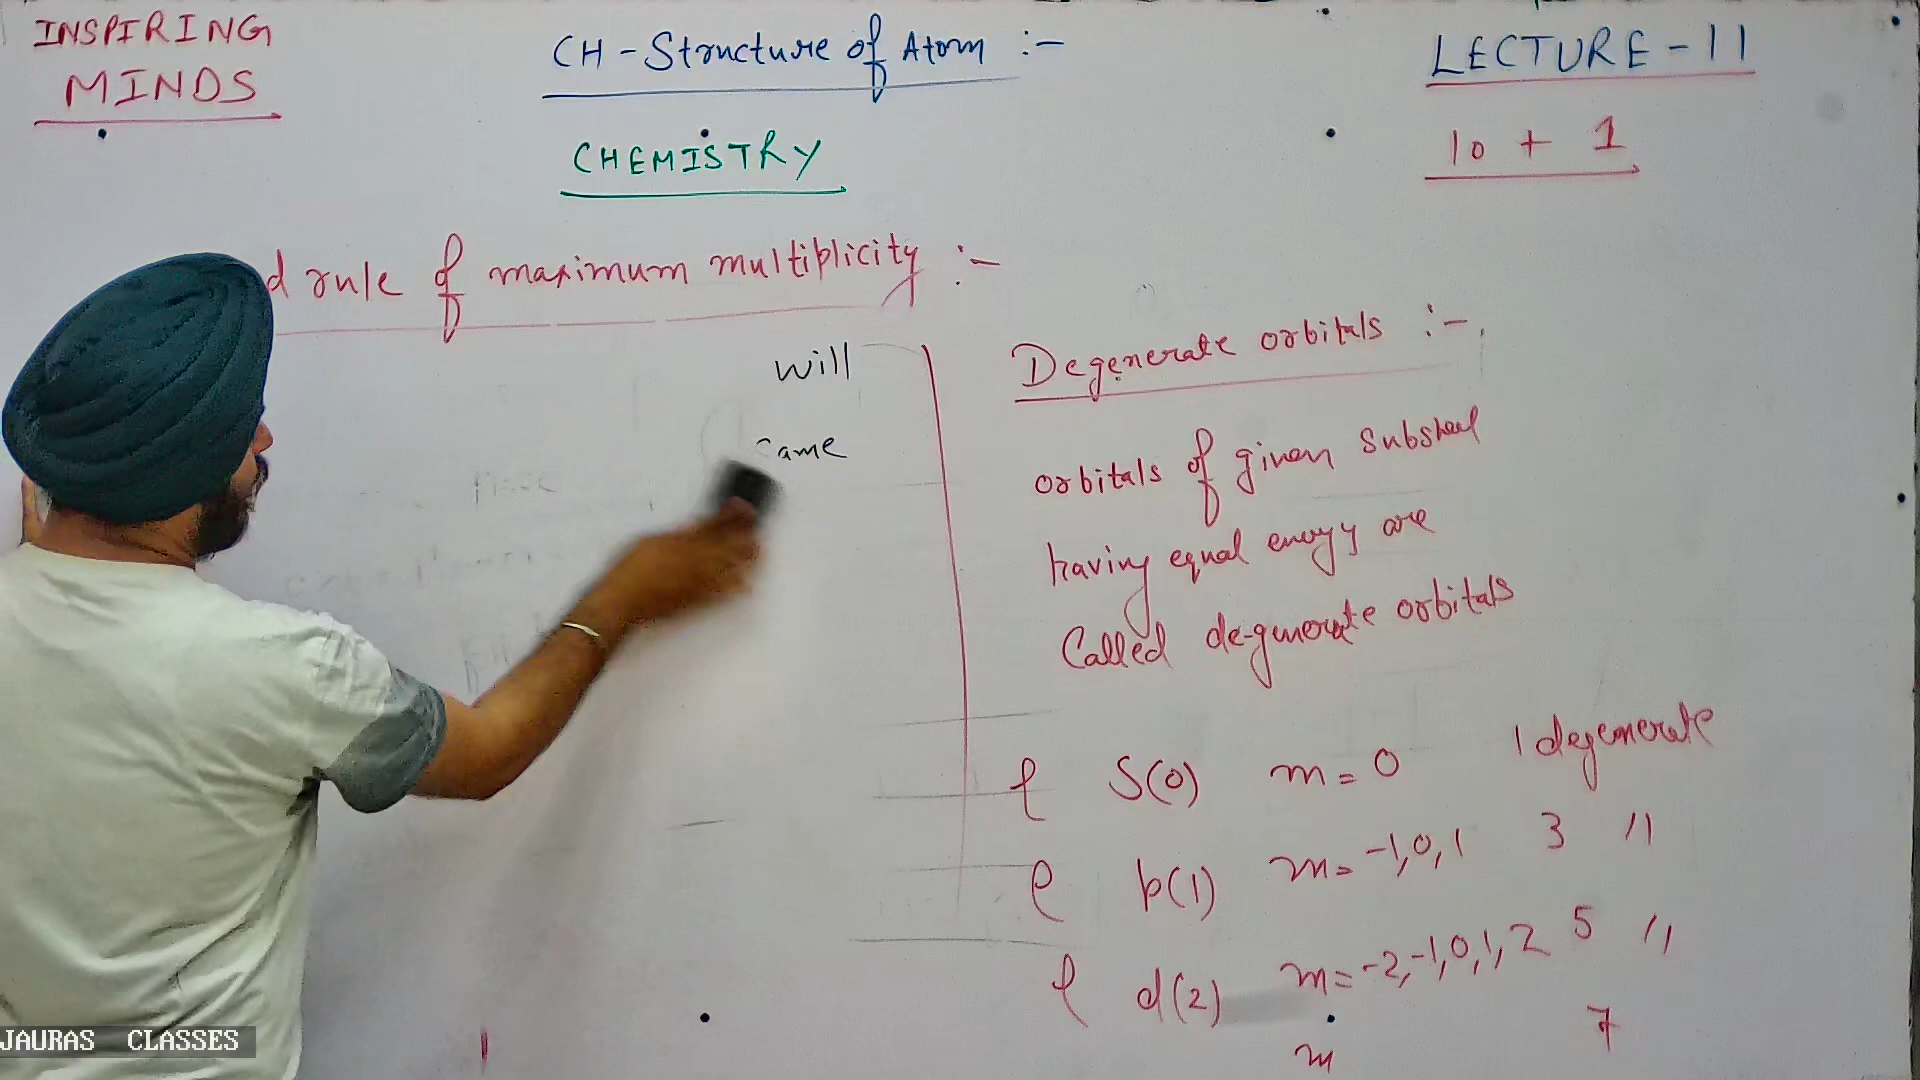 INSPIRING
MINDS
CH - Structure of Atom :-
CHEMISTRY
LECTURE - 11
10 + 1
d rule of maximum multiplicity :-
will
came
Degenerate orbitals :-
orbitals of given subsheel
having equal energy are
Called degenerate orbitals
l S(0) m = 0 1 degenerate
l p(1) m = -1,0,1 3 "
l d(2) m = -2,-1,0,1,2 5 "
m 7
JAURAS CLASSES